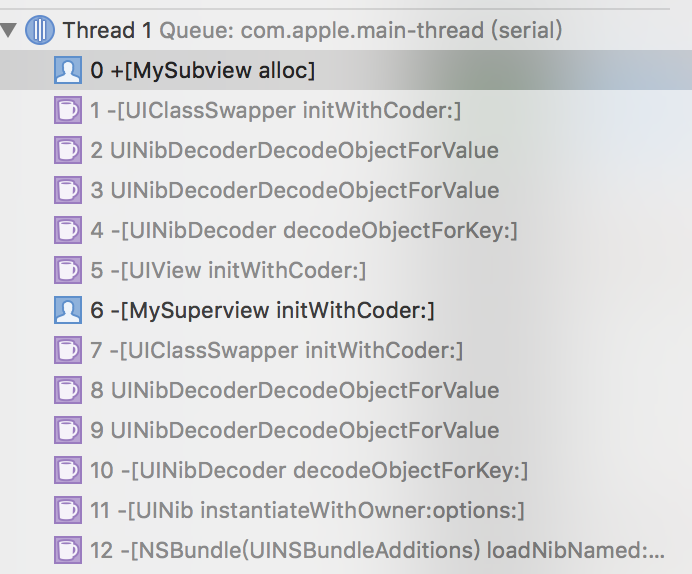 Thread 1 Queue: com.apple.main-thread (serial)
0 +[MySubview alloc]
1 -[UIClassSwapper initWithCoder:]
2 UINibDecoderDecodeObjectForValue
3 UINibDecoderDecodeObjectForValue
4 -[UINibDecoder decodeObjectForKey:]
5 -[UIView initWithCoder:]
6 -[MySuperview initWithCoder:]
7 -[UIClassSwapper initWithCoder:]
8 UINibDecoderDecodeObjectForValue
9 UINibDecoderDecodeObjectForValue
10 -[UINibDecoder decodeObjectForKey:]
11 -[UINib instantiateWithOwner:options:]
12 -[NSBundle(UINSBundleAdditions) loadNibNamed:...